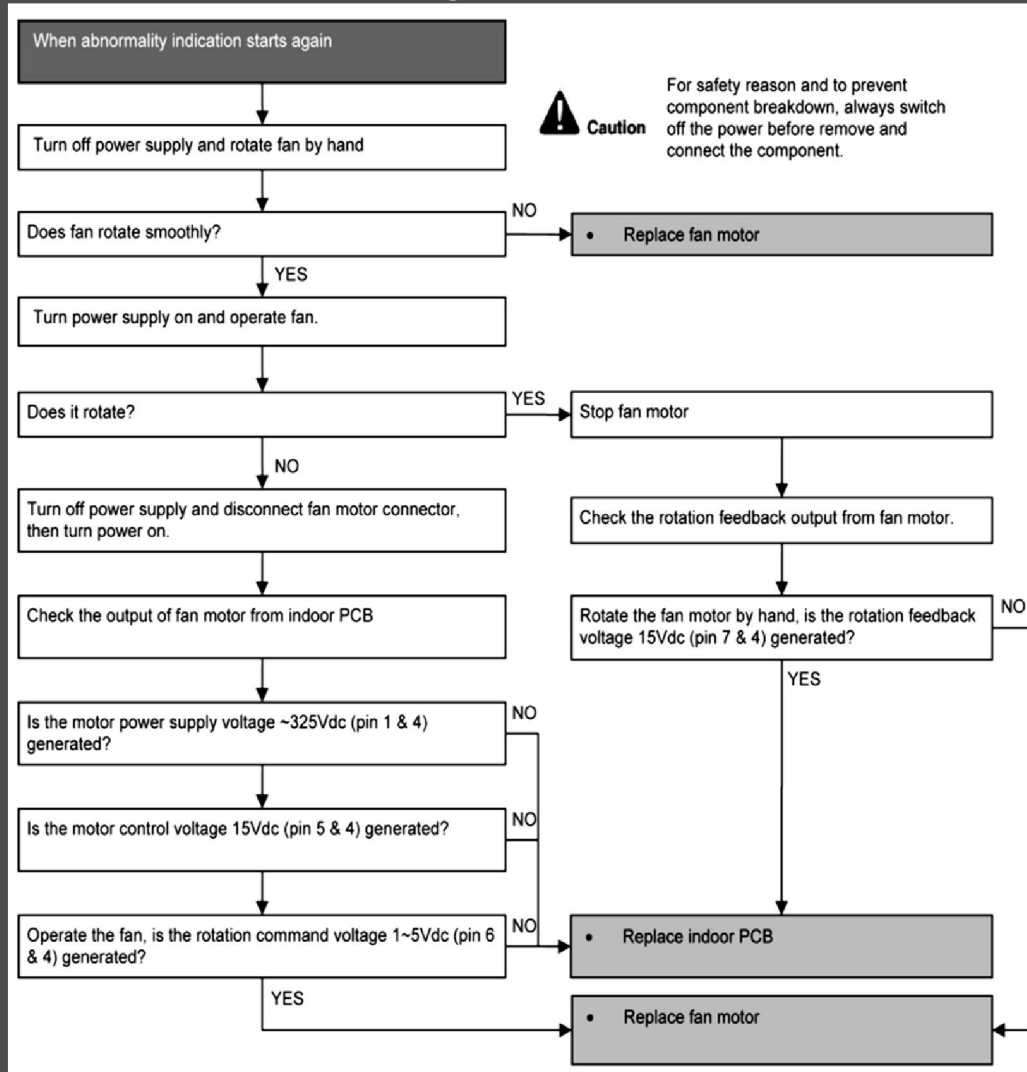 When abnormality indication starts again
For safety reason and to prevent
component breakdown, always switch
off the power before remove and
connect the component.
Caution
Turn off power supply and rotate fan by hand
Does fan rotate smoothly?
NO
• Replace fan motor
YES
Turn power supply on and operate fan.
Does it rotate?
YES
Stop fan motor
NO
Turn off power supply and disconnect fan motor connector,
then turn power on.
Check the rotation feedback output from fan motor.
Check the output of fan motor from indoor PCB
Rotate the fan motor by hand, is the rotation feedback
voltage 15Vdc (pin 7 & 4) generated?
NO
YES
Is the motor power supply voltage ~325Vdc (pin 1 & 4)
generated?
NO
Is the motor control voltage 15Vdc (pin 5 & 4) generated?
NO
Operate the fan, is the rotation command voltage 1~5Vdc (pin 6
& 4) generated?
NO
• Replace indoor PCB
YES
• Replace fan motor